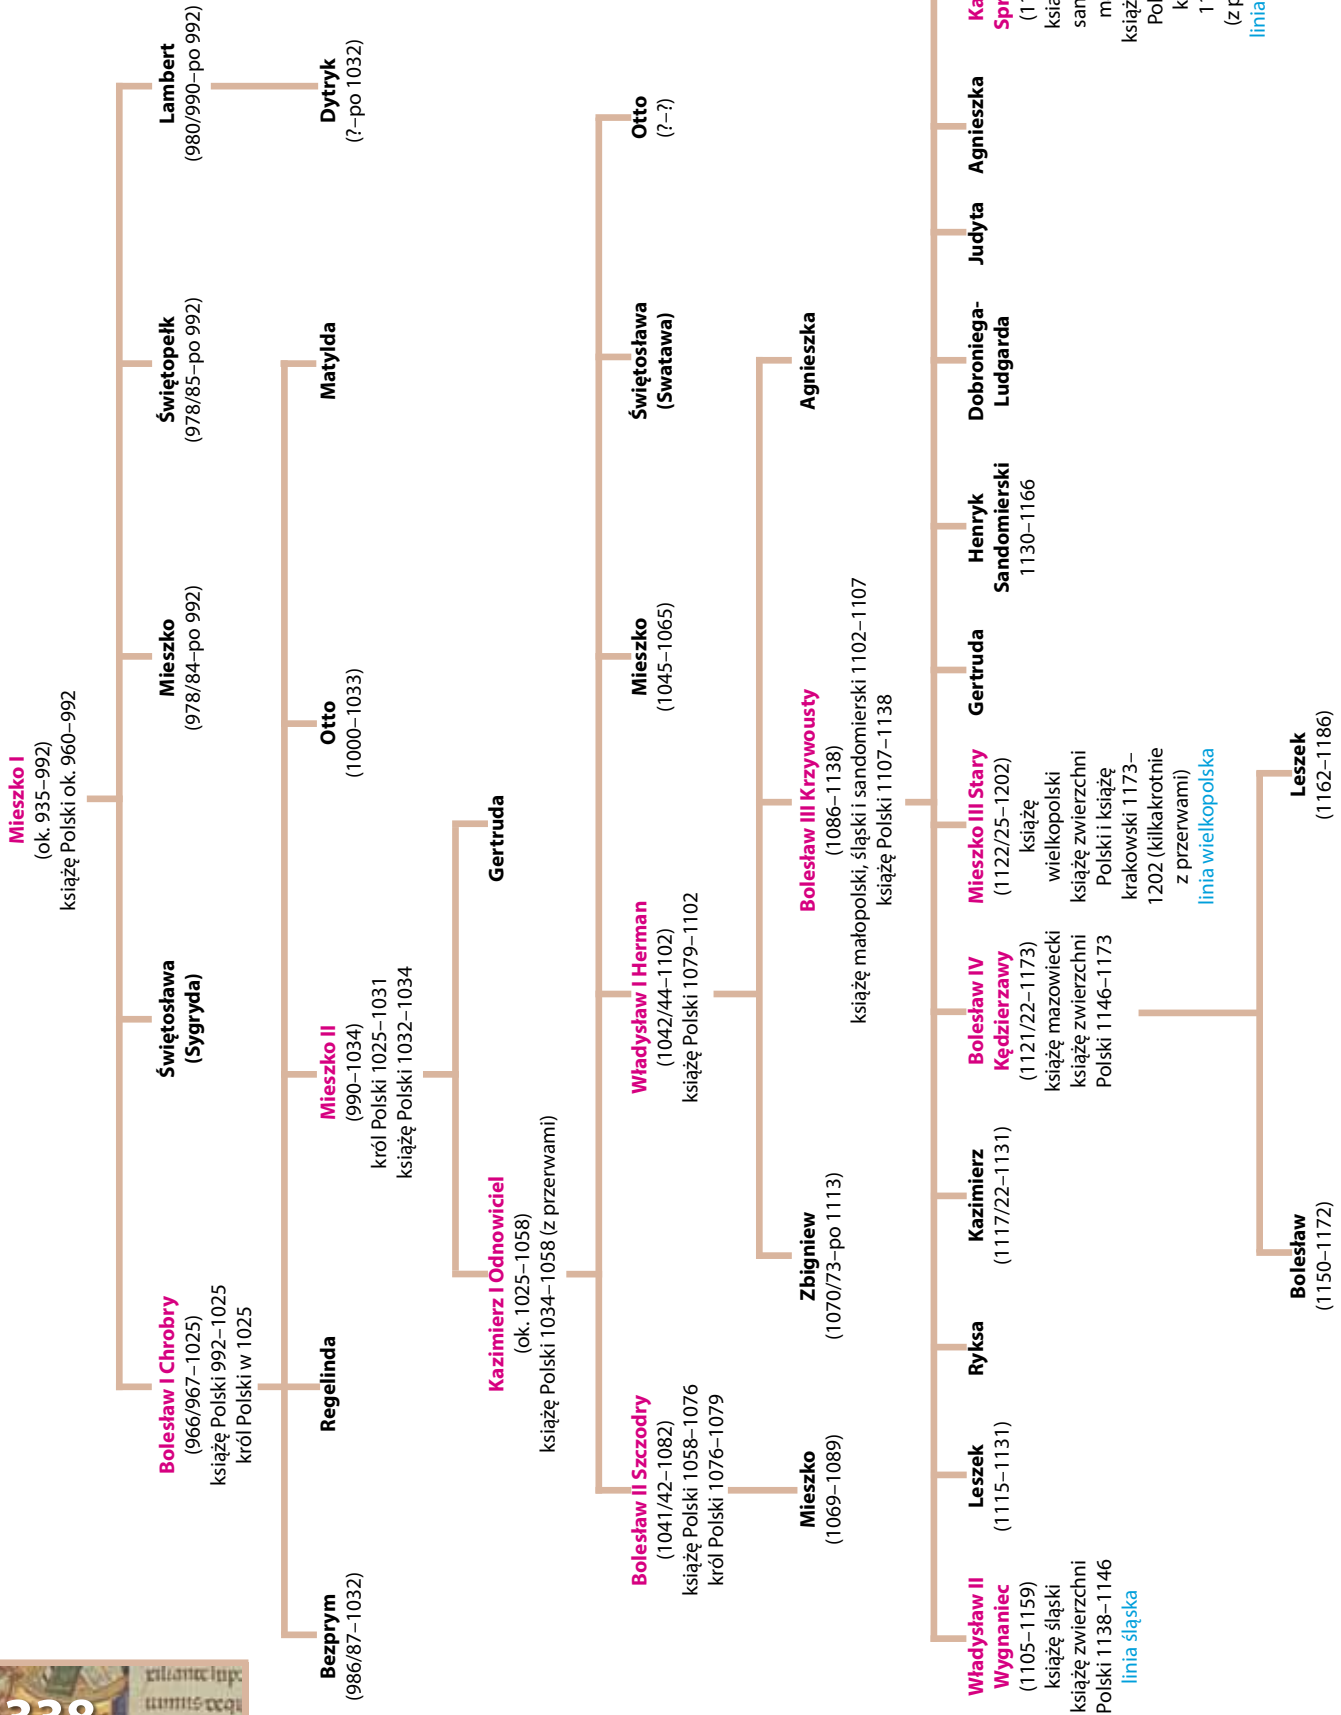 Mieszko I
(ok. 935–992)
książę Polski ok. 960–992
Bolesław I Chrobry
(966/967–1025)
książę Polski 992–1025
król Polski w 1025
Świętosława
(Sygryda)
Mieszko
(978/84–po 992)
Świętopełk
(978/85–po 992)
Lambert
(980/990–po 992)
Bezprym
(986/87–1032)
Regelinda
Mieszko II
(990–1034)
król Polski 1025–1031
książę Polski 1032–1034
Otto
(1000–1033)
Matylda
Dytryk
(?–po 1032)
Kazimierz I Odnowiciel
(ok. 1025–1058)
książę Polski 1034–1058 (z przerwami)
Gertruda
Bolesław II Szczodry
(1041/42–1082)
książę Polski 1058–1076
król Polski 1076–1079
Władysław I Herman
(1042/44–1102)
książę Polski 1079–1102
Mieszko
(1045–1065)
Świętosława
(Swatawa)
Otto
(?–?)
Mieszko
(1069–1089)
Zbigniew
(1070/73–po 1113)
Bolesław III Krzywousty
(1086–1138)
książę małopolski, śląski i sandomierski 1102–1107
książę Polski 1107–1138
Agnieszka
Władysław II
Wygnaniec
(1105–1159)
książę śląski
książę zwierzchni
Polski 1138–1146
linia śląska
Leszek
(1115–1131)
Ryksa
Kazimierz
(1117/22–1131)
Bolesław IV
Kędzierzawy
(1121/22–1173)
książę mazowiecki
książę zwierzchni
Polski 1146–1173
Mieszko III Stary
(1122/25–1202)
książę
wielkopolski
książę zwierzchni
Polski i książę
krakowski 1173–
1202 (kilkakrotnie
z przerwami)
linia wielkopolska
Gertruda
Henryk
Sandomierski
1130–1166
Dobroniega-
Ludgarda
Judyta
Agnieszka
linia
Bolesław
(1150–1172)
Leszek
(1162–1186)
338